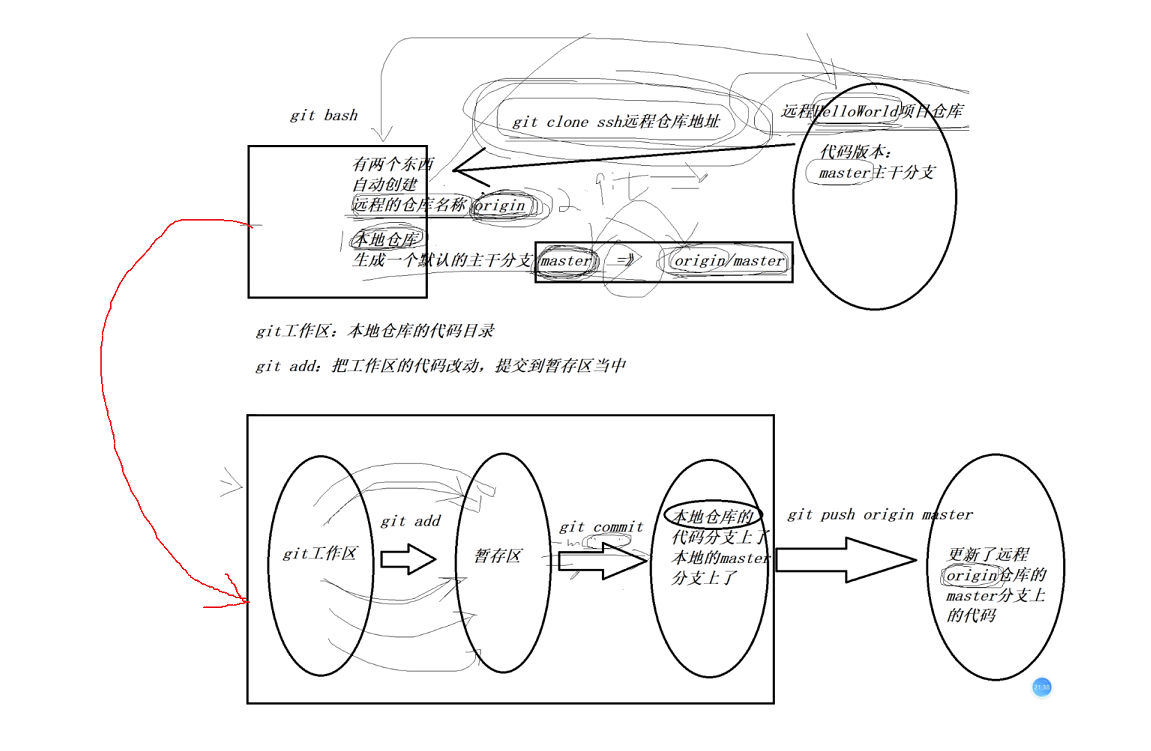 git bash
git clone ssh远程仓库地址
远程HelloWorld项目仓库
代码版本：
master主干分支
有两个东西
自动创建
远程的仓库名称 origin
本地仓库
生成一个默认的主干分支 master =》 origin/master
git
git工作区：本地仓库的代码目录
git add：把工作区的代码改动，提交到暂存区当中
git工作区
git add
暂存区
git commit
本地仓库的
代码分支上了
本地的master
分支上了
git push origin master
更新了远程
origin仓库的
master分支上
的代码